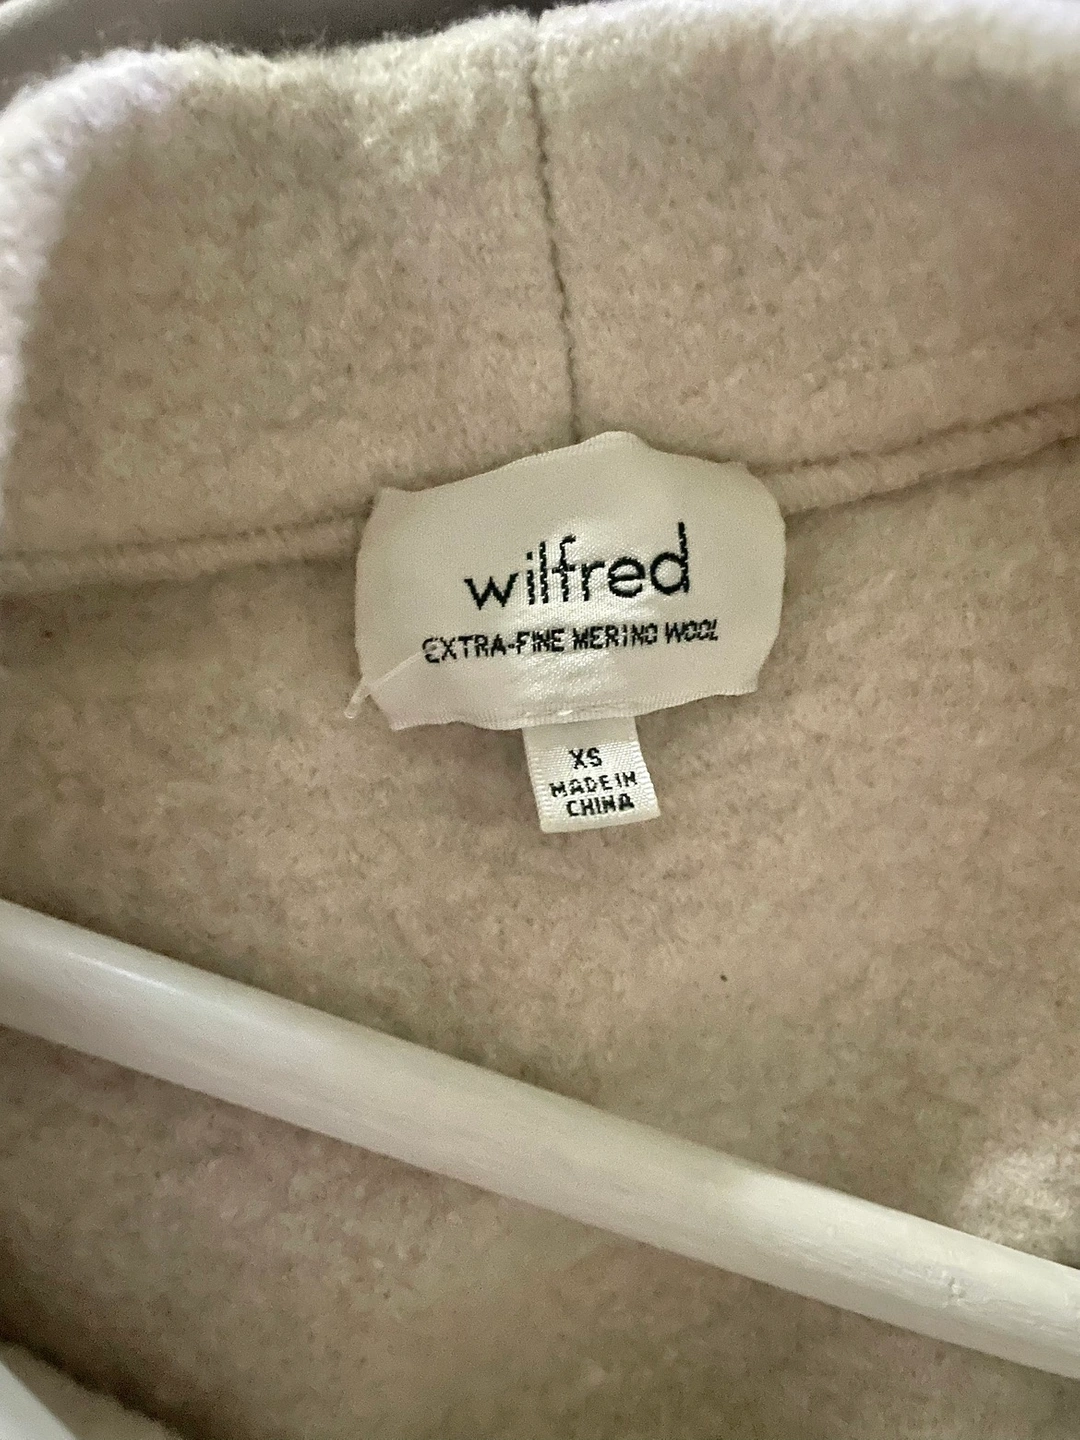 wilfred
EXTRA-FINE MERINO WOOL
XS
MADE IN
CHINA